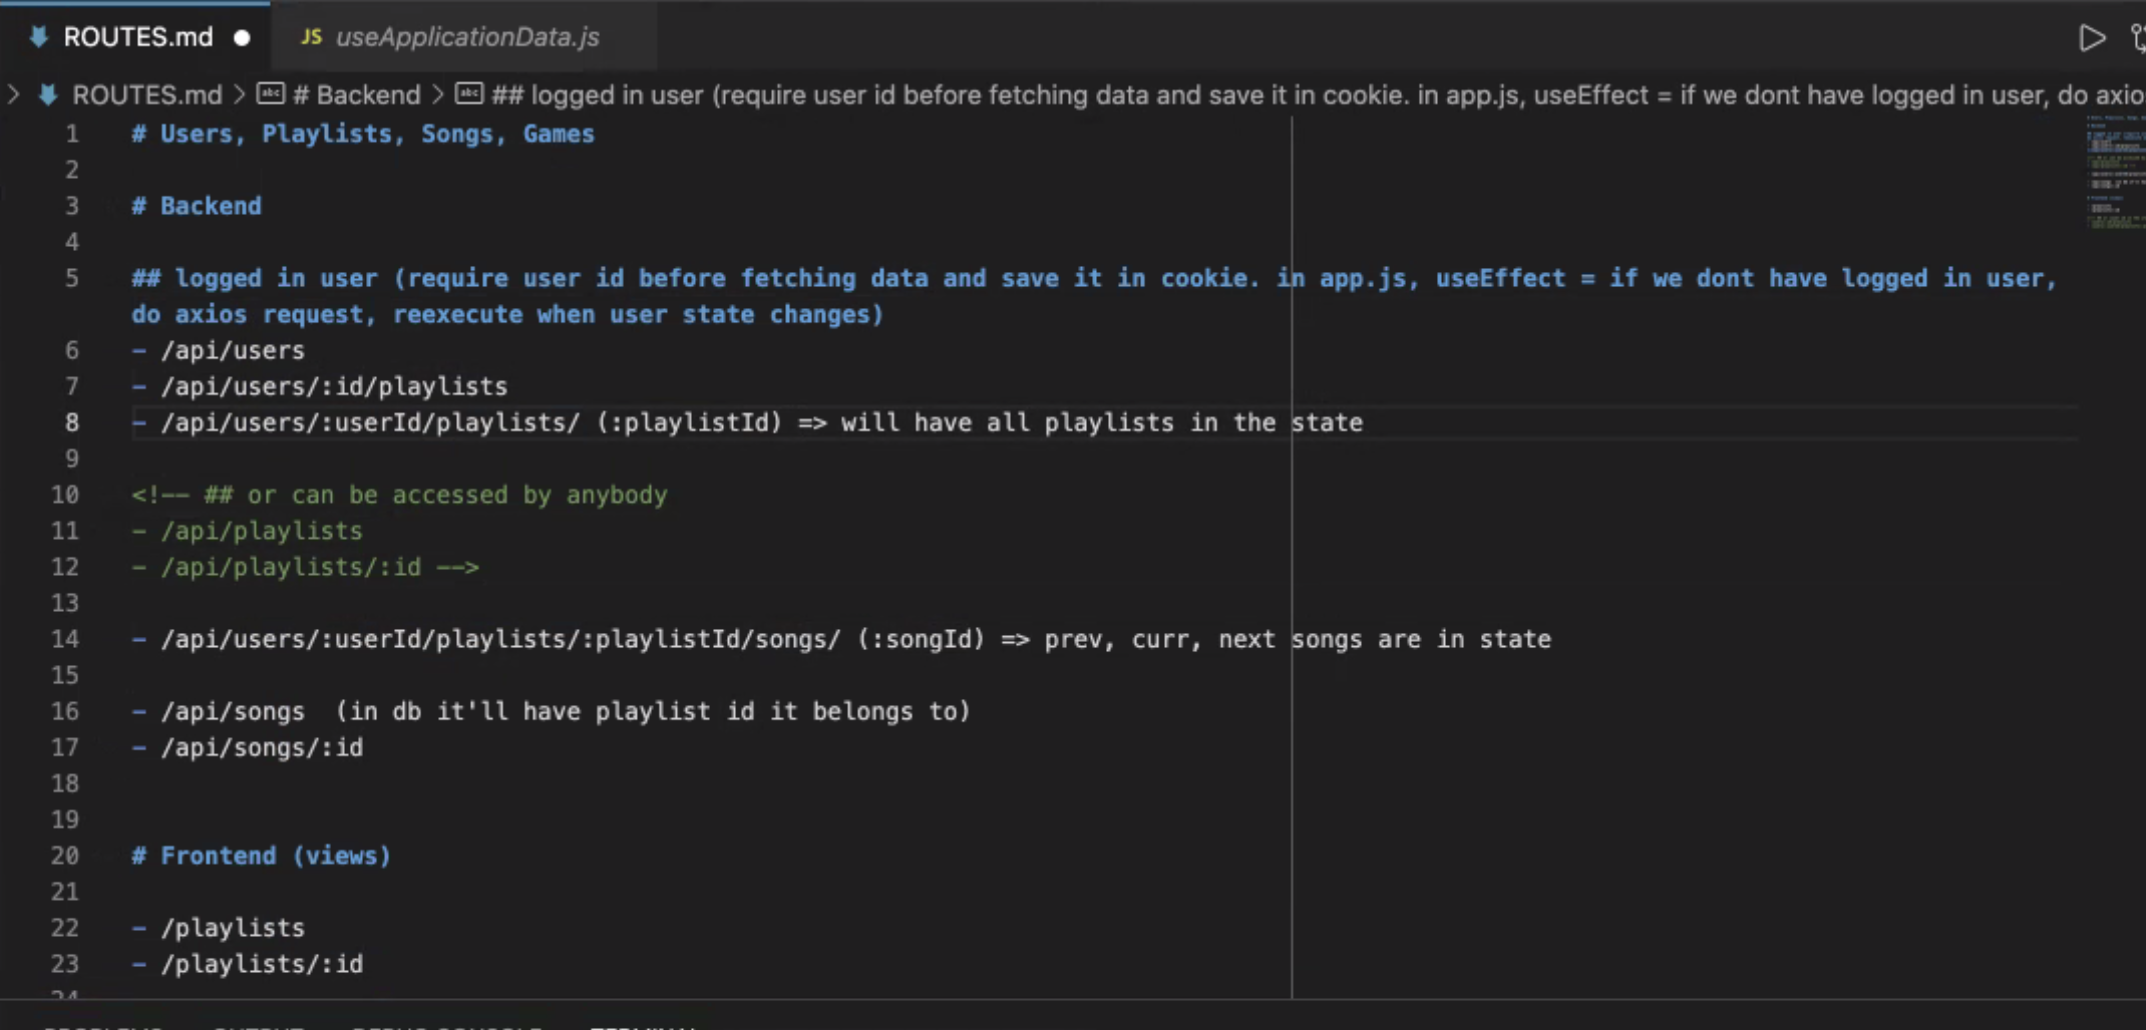 ROUTES.md
JS useApplicationData.js
ROUTES.md > # Backend > ## logged in user (require user id before fetching data and save it in cookie. in app.js, useEffect = if we dont have logged in user, do axio
1 # Users, Playlists, Songs, Games
2
3 # Backend
4
5 ## logged in user (require user id before fetching data and save it in cookie. in app.js, useEffect = if we dont have logged in user,
do axios request, reexecute when user state changes)
6 - /api/users
7 - /api/users/:id/playlists
8 - /api/users/:userId/playlists/ (:playlistId) => will have all playlists in the state
9
10 <!-- ## or can be accessed by anybody
11 - /api/playlists
12 - /api/playlists/:id -->
13
14 - /api/users/:userId/playlists/:playlistId/songs/ (:songId) => prev, curr, next songs are in state
15
16 - /api/songs  (in db it'll have playlist id it belongs to)
17 - /api/songs/:id
18
19
20 # Frontend (views)
21
22 - /playlists
23 - /playlists/:id
24